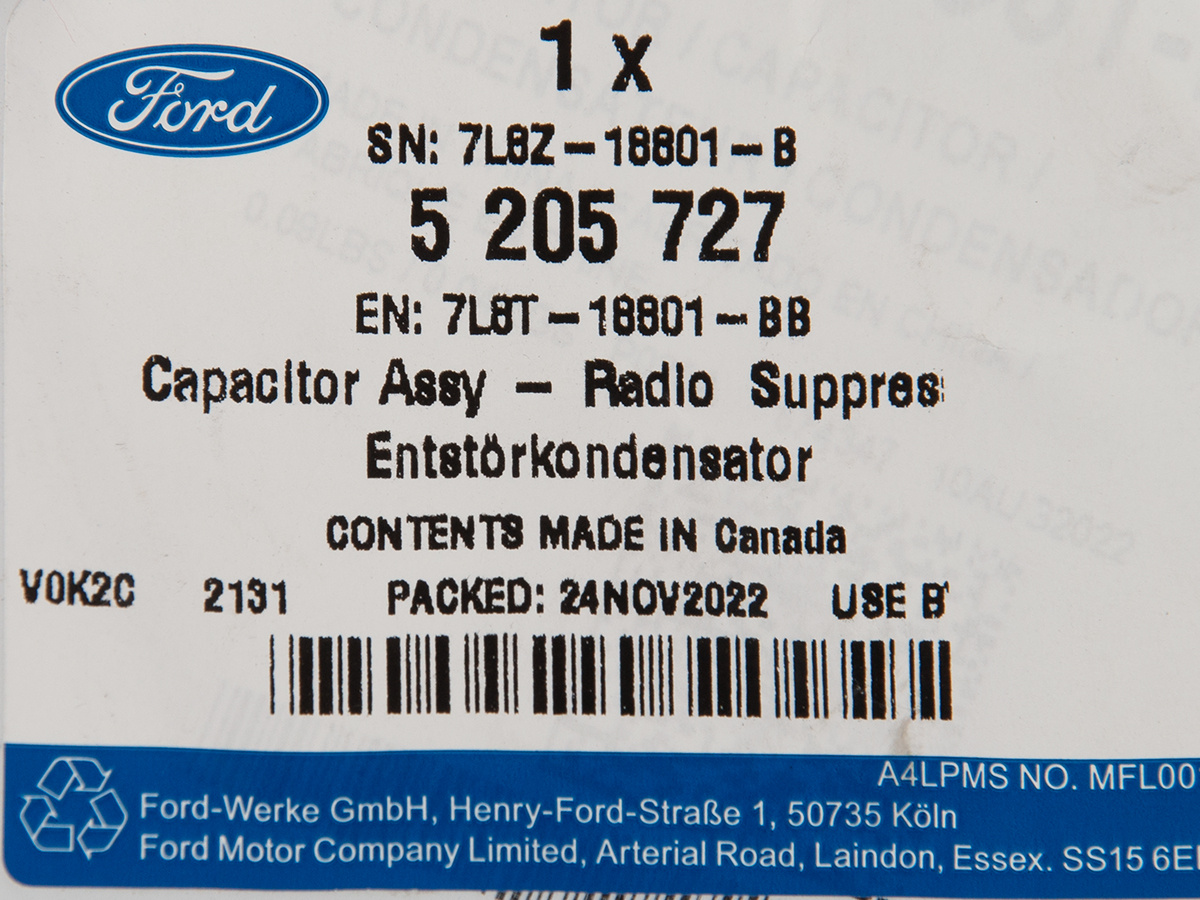 Ford
1 x
SN: 7L8Z-18801-B
5 205 727
EN: 7L8T-18801-BB
Capacitor Assy - Radio Suppres
Entstörkondensator
CONTENTS MADE IN Canada
V0K2C 2131 PACKED: 24NOV2022 USE B
A4LPMS NO. MFL00
Ford-Werke GmbH, Henry-Ford-Straße 1, 50735 Köln
Ford Motor Company Limited, Arterial Road, Laindon, Essex. SS15 6E